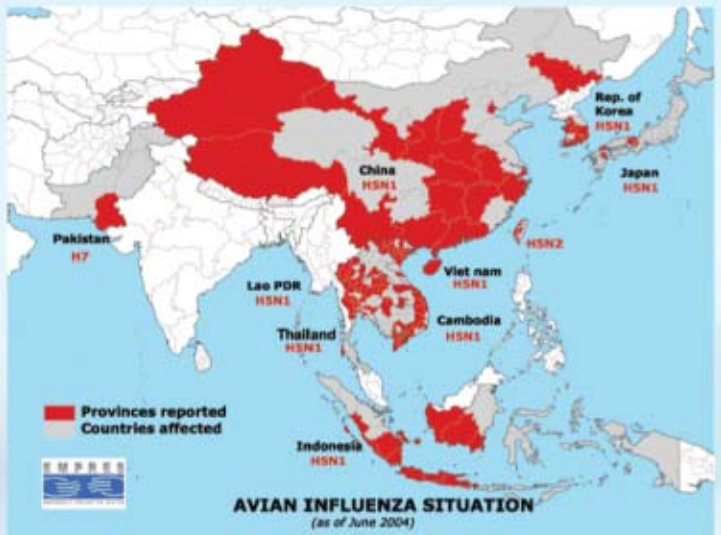 Rep. of
Korea
H5N1
China
H5N1
Japan
H5N1
Pakistan
H7
H5N2
Viet nam
H5N1
Lao PDR
H5N1
Thailand
H5N1
Cambodia
H5N1
Provinces reported
Countries affected
Indonesia
H5N1
EMPRES
AVIAN INFLUENZA SITUATION
(as of June 2004)